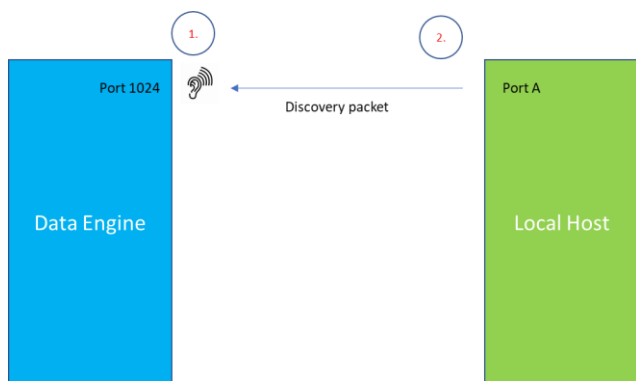 1.
2.
Port 1024
Port A
Discovery packet
Data Engine
Local Host